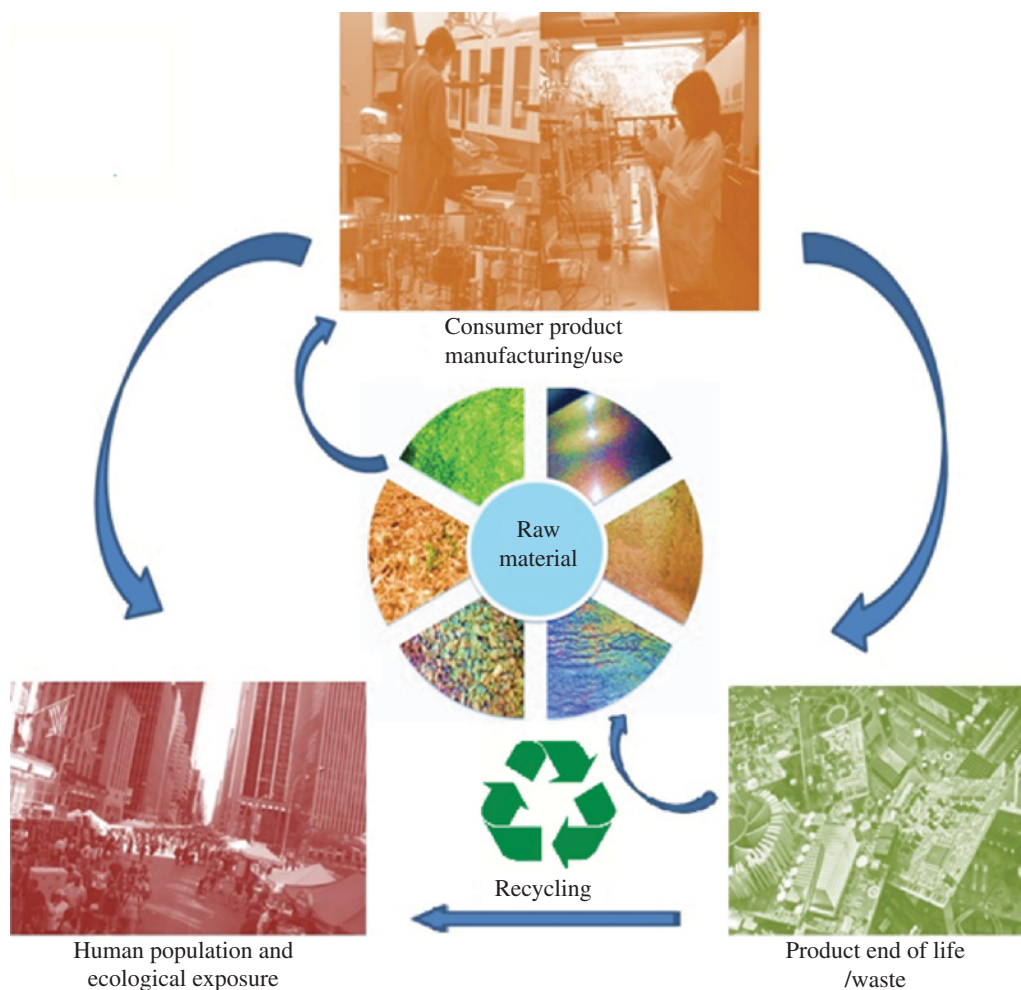 Consumer product
manufacturing/use
Raw
material
Recycling
Human population and
ecological exposure
Product end of life
/waste